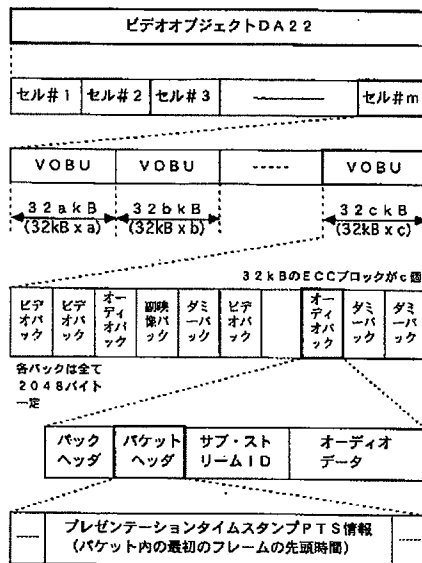 ビデオオブジェクトDA22
セル#1 セル#2 セル#3 セル#m
VOBU VOBU ----- VOBU
32akB 32bkB 32ckB
(32kB x a) (32kB x b) (32kB x c)
32kBのECCブロックがc個
ビデオパック ビデオパック オーディオパック 副映像パック ダミーパック ビデオパック オーディオパック ダミーパック ダミーパック
各パックは全て
2048バイト
一定
パック
ヘッダ
パケット
ヘッダ
サブ・スト
リームID
オーディオ
データ
プレゼンテーションタイムスタンプPTS情報
(パケット内の最初のフレームの先頭時間)